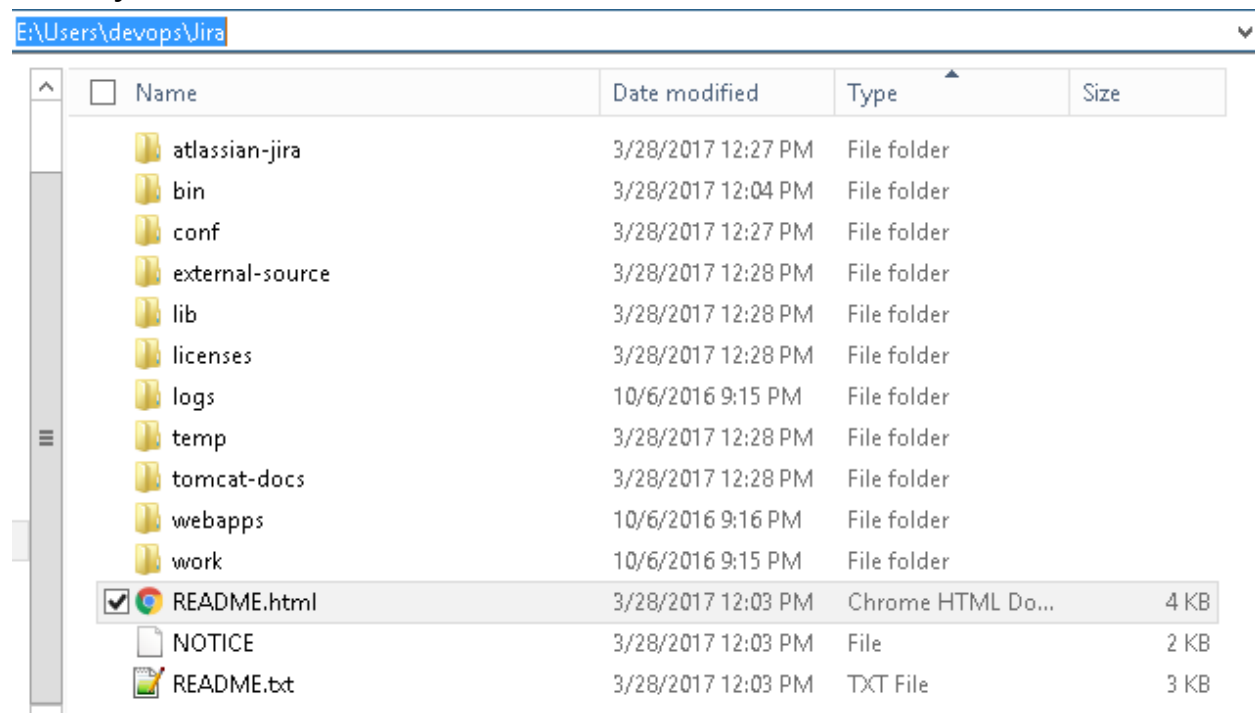 E:\Users\devops\Jira
Name Date modified Type Size
atlassian-jira 3/28/2017 12:27 PM File folder
bin 3/28/2017 12:04 PM File folder
conf 3/28/2017 12:27 PM File folder
external-source 3/28/2017 12:28 PM File folder
lib 3/28/2017 12:28 PM File folder
licenses 3/28/2017 12:28 PM File folder
logs 10/6/2016 9:15 PM File folder
temp 3/28/2017 12:28 PM File folder
tomcat-docs 3/28/2017 12:28 PM File folder
webapps 10/6/2016 9:16 PM File folder
work 10/6/2016 9:15 PM File folder
README.html 3/28/2017 12:03 PM Chrome HTML Do... 4 KB
NOTICE 3/28/2017 12:03 PM File 2 KB
README.txt 3/28/2017 12:03 PM TXT File 3 KB